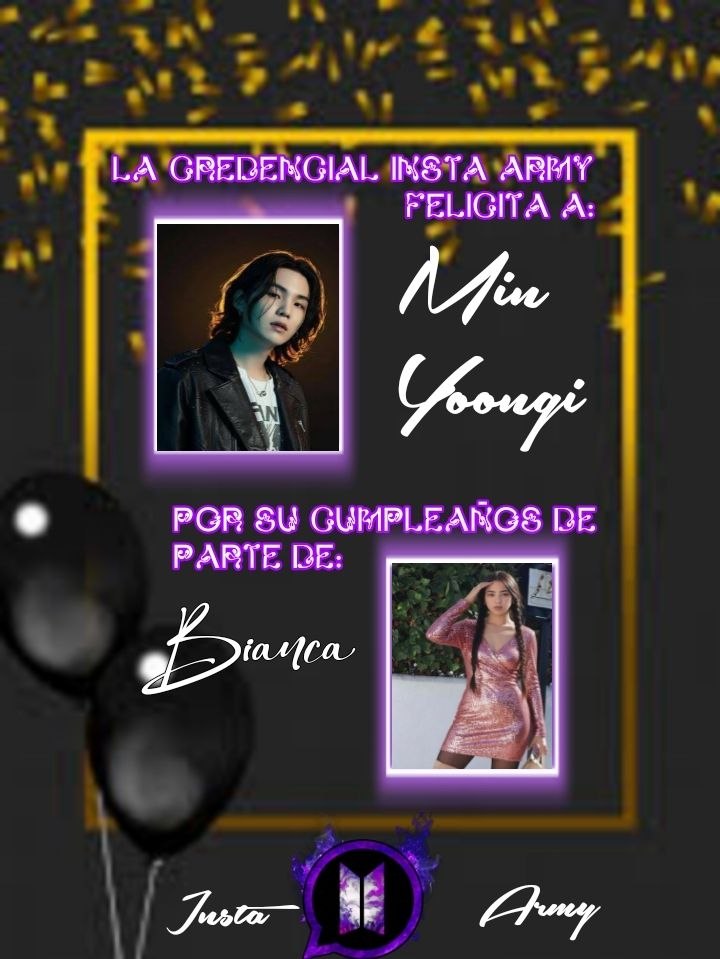 LA CREDENCIAL INSTA ARMY
FELICITA A:
Min
Yoongi
POR SU CUMPLEAÑOS DE
PARTE DE:
Bianca
Insta Army